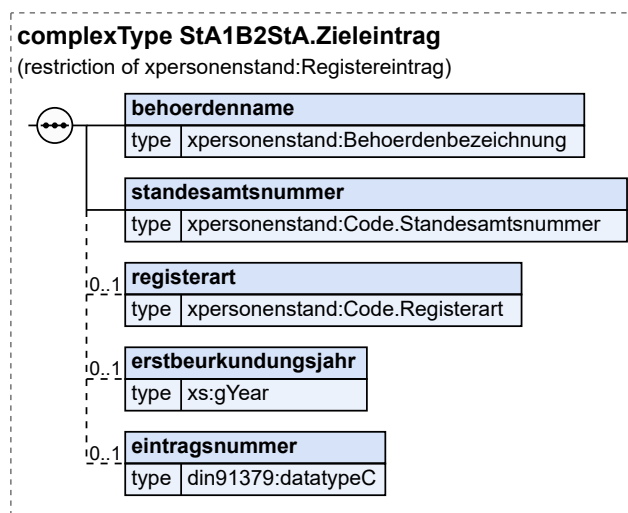 complexType StA1B2StA.Zieleintrag
(restriction of xpersonenstand:Registereintrag)
behoerdenname
type xpersonenstand:Behoerdenbezeichnung
standesamtsnummer
type xpersonenstand:Code.Standesamtsnummer
0..1 registerart
type xpersonenstand:Code.Registerart
0..1 erstbeurkundungsjahr
type xs:gYear
0..1 eintragsnummer
type din91379:datatypeC